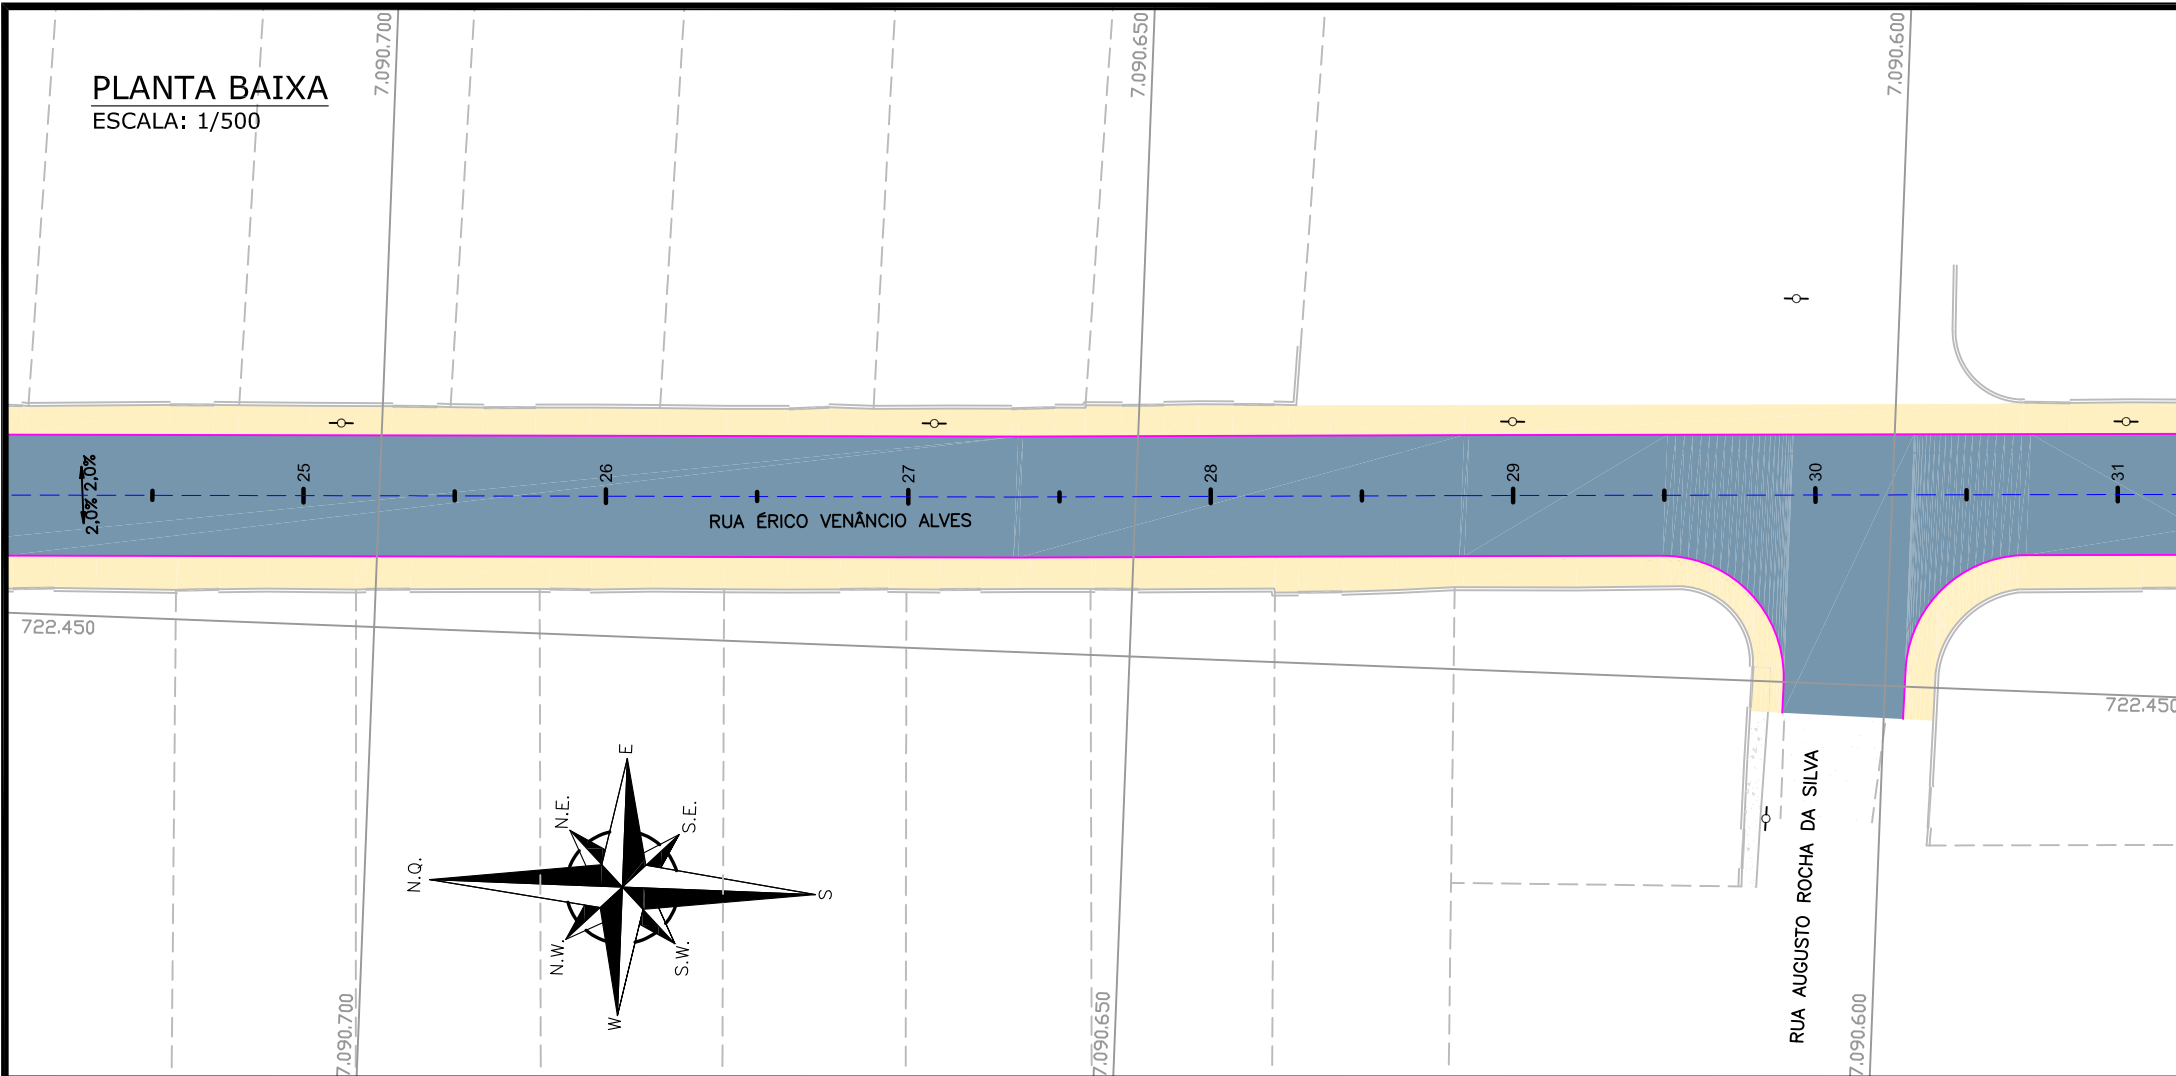 PLANTA BAIXA
ESCALA: 1/500
7.090.700
7.090.650
7.090.600
2,0% 2,0%
25
26
27
28
29
30
31
RUA ÉRICO VENÂNCIO ALVES
722.450
722.450
E
N.E.
S.E.
N.Q.
S
N.W.
S.W.
W
RUA AUGUSTO ROCHA DA SILVA
7.090.700
7.090.650
7.090.600